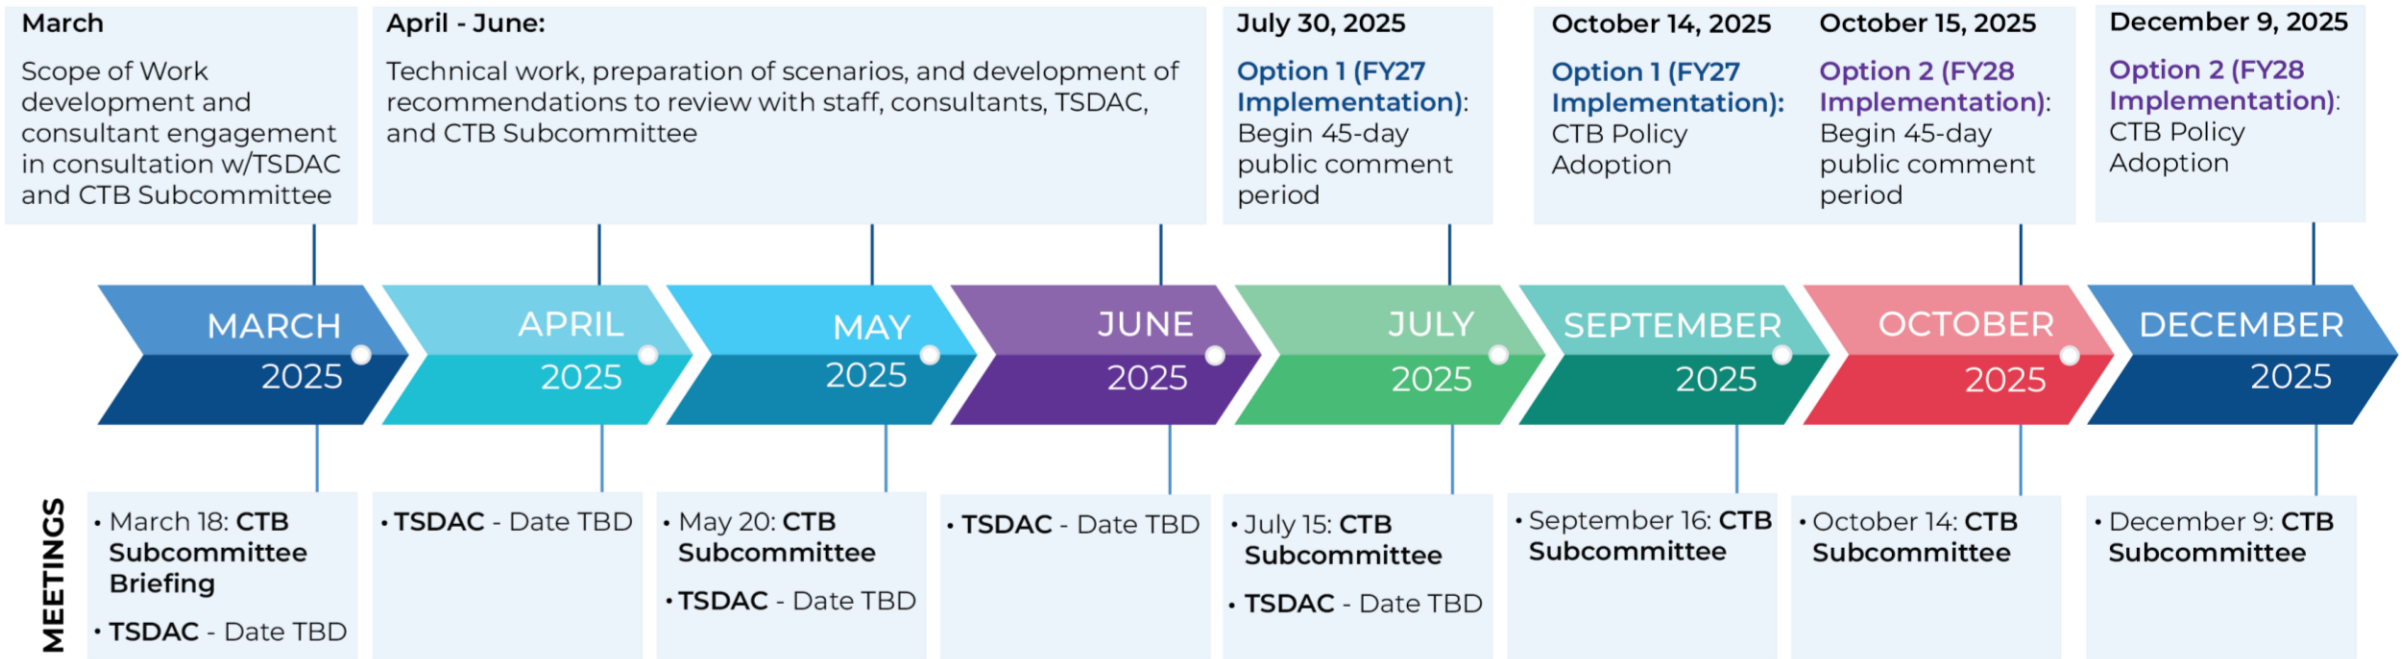 March
Scope of Work
development and
consultant engagement
in consultation w/TSDAC
and CTB Subcommittee
April - June:
Technical work, preparation of scenarios, and development of
recommendations to review with staff, consultants, TSDAC,
and CTB Subcommittee
July 30, 2025
Option 1 (FY27
Implementation):
Begin 45-day
public comment
period
October 14, 2025
Option 1 (FY27
Implementation):
CTB Policy
Adoption
October 15, 2025
Option 2 (FY28
Implementation):
Begin 45-day
public comment
period
December 9, 2025
Option 2 (FY28
Implementation):
CTB Policy
Adoption
MARCH
2025
APRIL
2025
MAY
2025
JUNE
2025
JULY
2025
SEPTEMBER
2025
OCTOBER
2025
DECEMBER
2025
MEETINGS
• March 18: CTB
Subcommittee
Briefing
• TSDAC - Date TBD
• TSDAC - Date TBD
• May 20: CTB
Subcommittee
• TSDAC - Date TBD
• TSDAC - Date TBD
• July 15: CTB
Subcommittee
• TSDAC - Date TBD
• September 16: CTB
Subcommittee
• October 14: CTB
Subcommittee
• December 9: CTB
Subcommittee